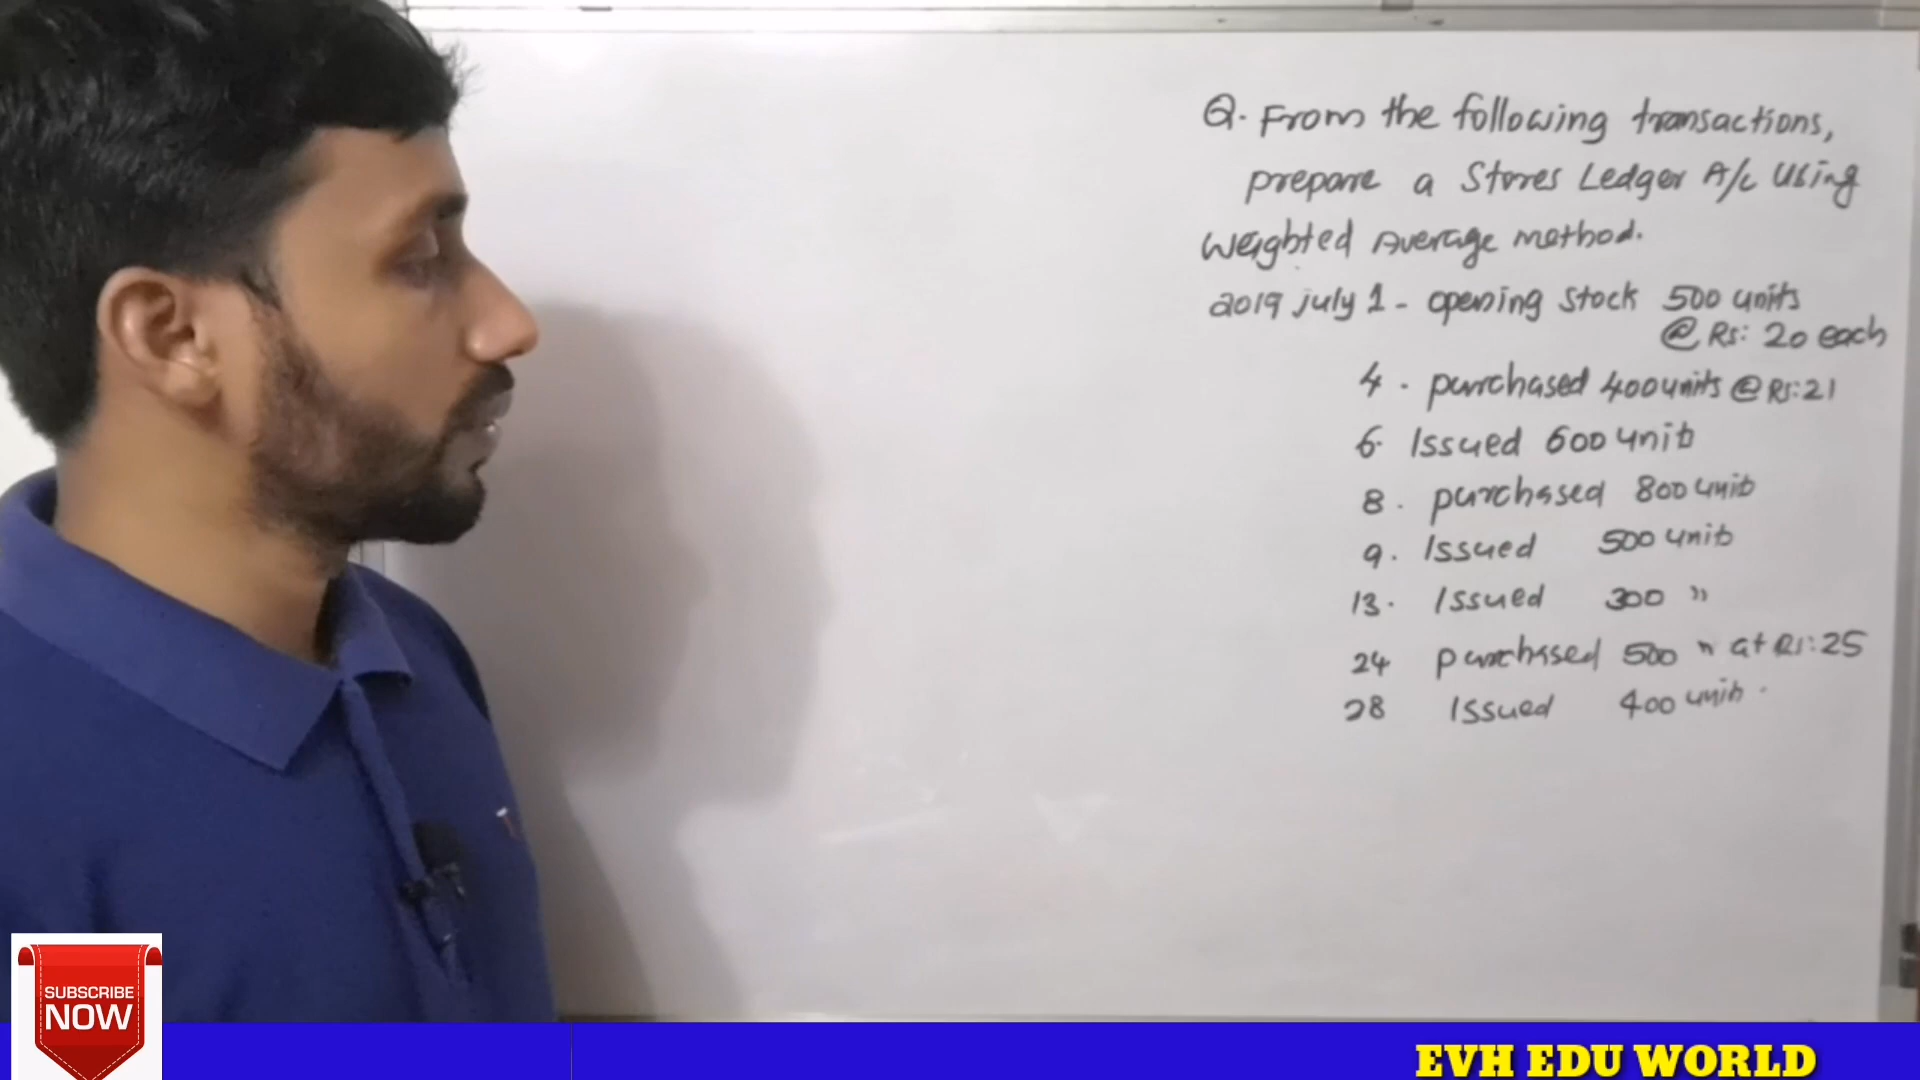 Q. From the following transactions,
prepare a Stores Ledger A/c Using
Weighted Average method.
2019 july 1 - opening Stock 500 units
@ Rs: 20 each
4 . purchased 400 units @ Rs: 21
6. Issued 600 units
8 . purchased 800 units
9. Issued 500 units
13. Issued 300 "
24 purchased 500 " at Rs: 25
28 Issued 400 units .
SUBSCRIBE
NOW
EVH EDU WORLD